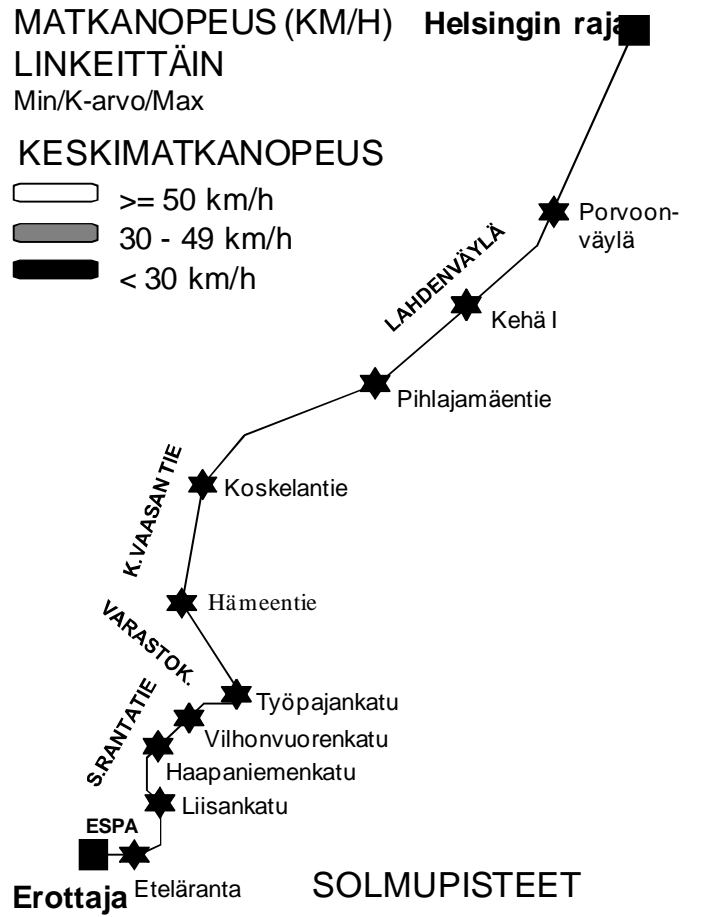 MATKANOPEUS (KM/H)
LINKEITTÄIN
Min/K-arvo/Max
KESKIMATKANOPEUS
>= 50 km/h
30 - 49 km/h
< 30 km/h
Helsingin raja
Porvoon-
väylä
LAHDENVÄYLÄ
Kehä I
Pihlajamäentie
K.VAASANTIE
Koskelantie
Hämeentie
VARASTOK.
Työpajankatu
S.RANTATIE
Vilhonvuorenkatu
Haapaniemenkatu
Liisankatu
ESPA
Erottaja
Eteläranta
SOLMUPISTEET